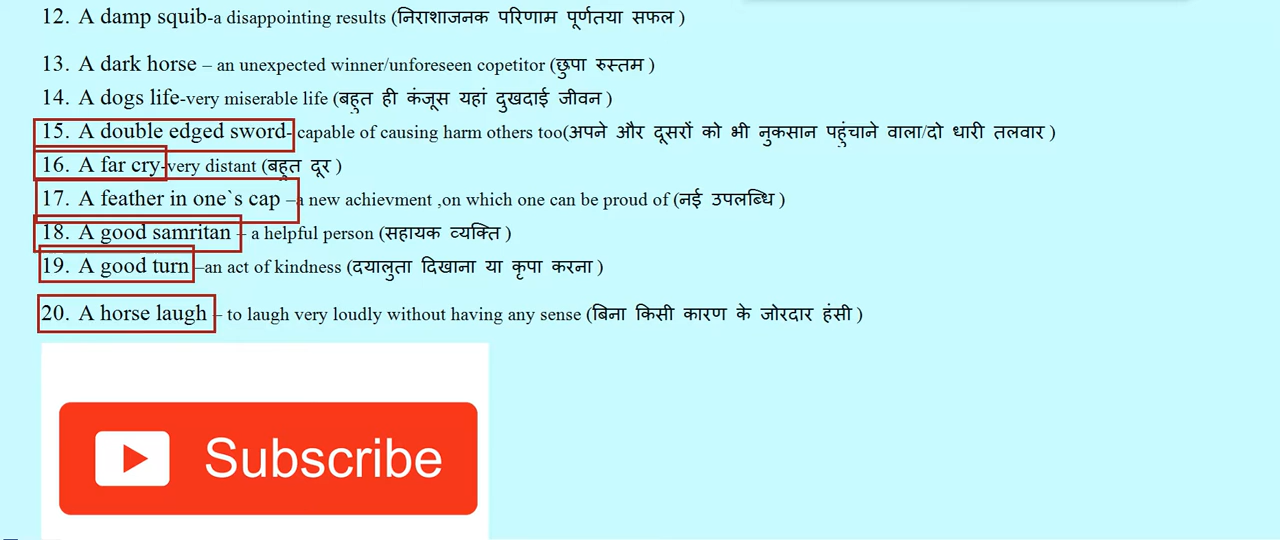 12. A damp squib-a disappointing results (निराशाजनक परिणाम पूर्णतया सफल )
13. A dark horse – an unexpected winner/unforeseen copetitor (छुपा रुस्तम )
14. A dogs life-very miserable life (बहुत ही कंजूस यहां दुखदाई जीवन )
15. A double edged sword- capable of causing harm others too(अपने और दूसरों को भी नुकसान पहुंचाने वाला/दो धारी तलवार )
16. A far cry-very distant (बहुत दूर )
17. A feather in one`s cap –a new achievment ,on which one can be proud of (नई उपलब्धि )
18. A good samritan – a helpful person (सहायक व्यक्ति )
19. A good turn –an act of kindness (दयालुता दिखाना या कृपा करना )
20. A horse laugh – to laugh very loudly without having any sense (बिना किसी कारण के जोरदार हंसी )
Subscribe